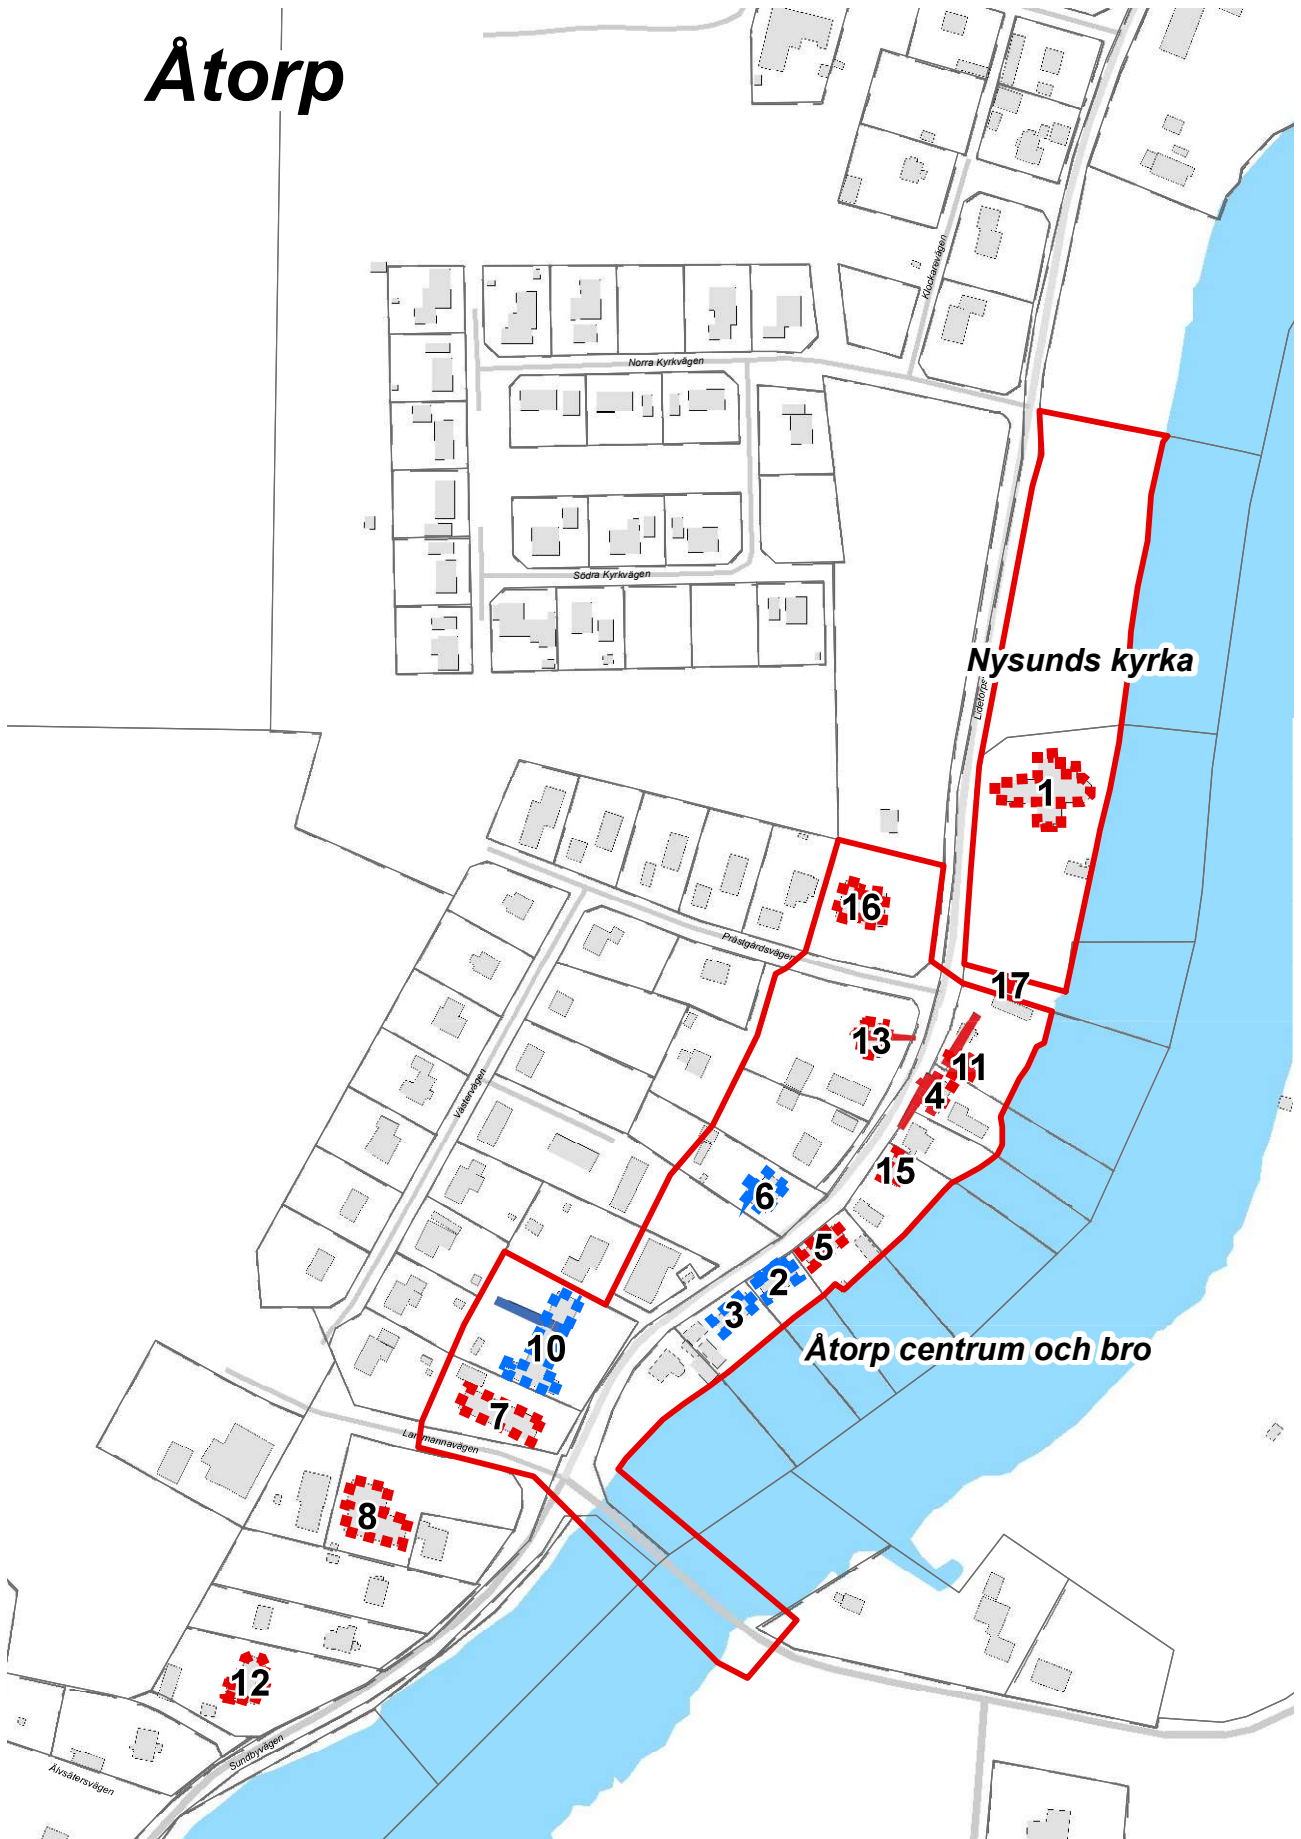 Åtorp
Klockarevägen
Norra Kyrkvägen
Södra Kyrkvägen
Nysunds kyrka
1
16
Prästgårdsvägen
17
13
11
4
Västervägen
15
6
5
2
3
10
Åtorp centrum och bro
7
8
12
Sundbyvägen
Älvsätersvägen